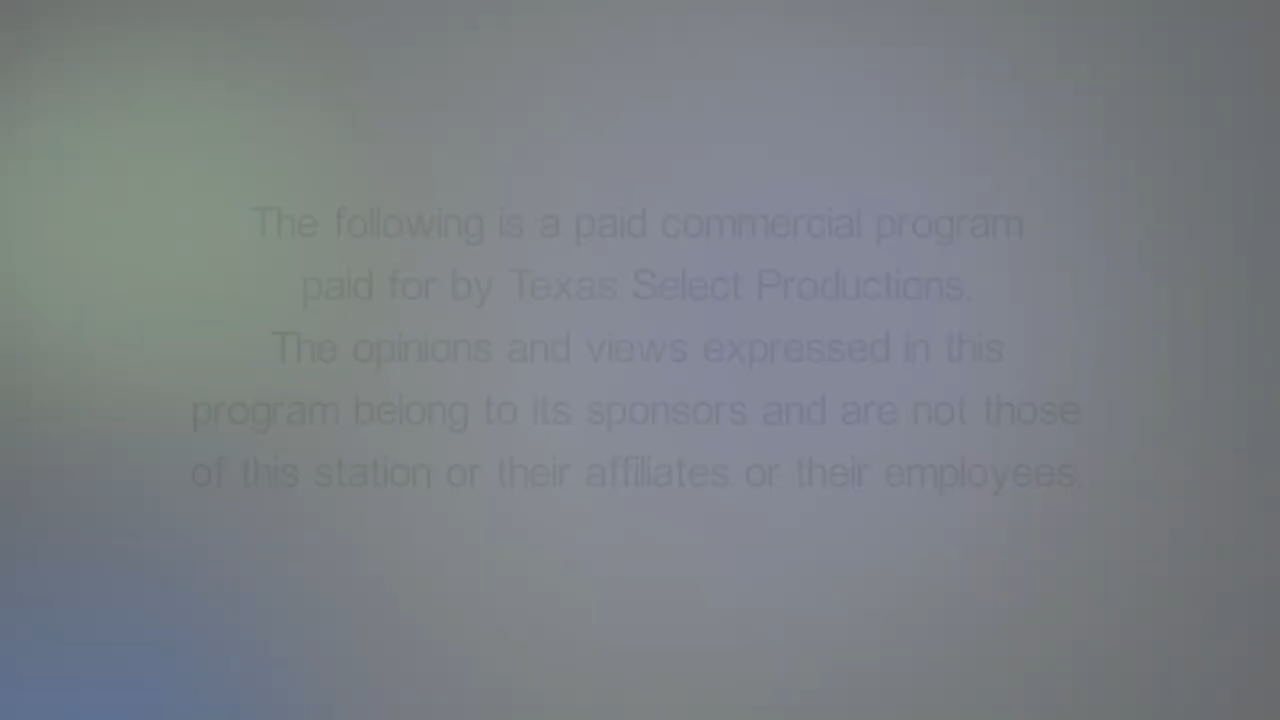 The following is a paid commercial program
paid for by Texas Select Productions.
The opinions and views expressed in this
program belong to its sponsors and are not those
of this station or their affiliates or their employees.